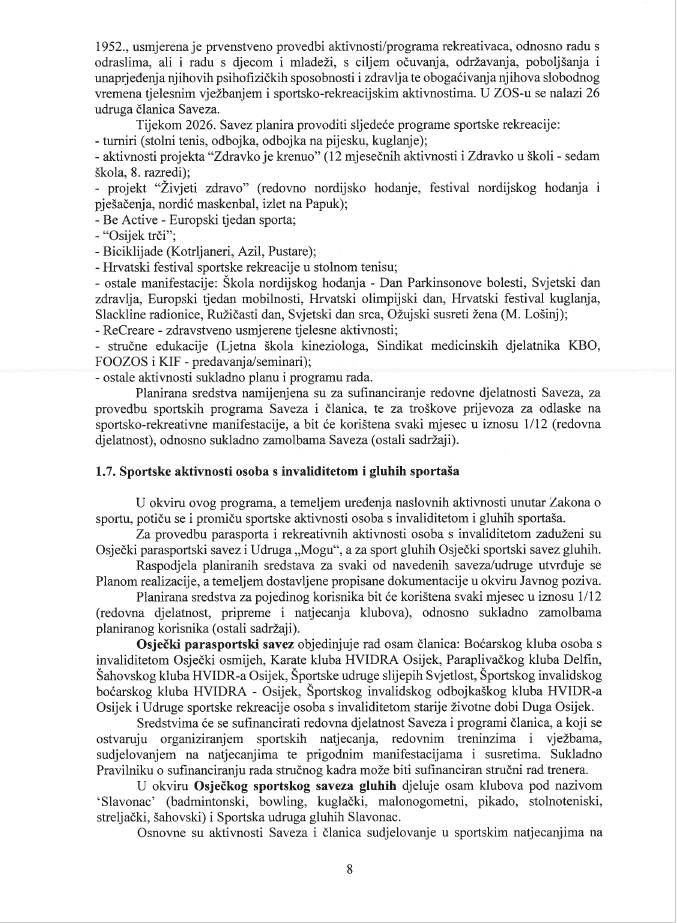 1952., usmjerena je prvenstveno provedbi aktivnosti/programa rekreativaca, odnosno radu s
odraslima, ali i radu s djecom i mladeži, s ciljem očuvanja, održavanja, poboljšanja i
unaprjeđenja njihovih psihofizičkih sposobnosti i zdravlja te obogaćivanja njihova slobodnog
vremena tjelesnim vježbanjem i sportsko-rekreacijskim aktivnostima. U ZOS-u se nalazi 26
udruga članica Saveza.
Tijekom 2026. Savez planira provoditi sljedeće programe sportske rekreacije:
- turniri (stolni tenis, odbojka, odbojka na pijesku, kuglanje);
- aktivnosti projekta “Zdravko je krenuo” (12 mjesečnih aktivnosti i Zdravko u školi - sedam
škola, 8. razredi);
- projekt “Živjeti zdravo” (redovno nordijsko hodanje, festival nordijskog hodanja i
pješačenja, nordić maskenbal, izlet na Papuk);
- Be Active - Europski tjedan sporta;
- “Osijek trči”;
- Biciklijade (Kotrljaneri, Azil, Pustare);
- Hrvatski festival sportske rekreacije u stolnom tenisu;
- ostale manifestacije: Škola nordijskog hodanja - Dan Parkinsonove bolesti, Svjetski dan
zdravlja, Europski tjedan mobilnosti, Hrvatski olimpijski dan, Hrvatski festival kuglanja,
Slackline radionice, Ružičasti dan, Svjetski dan srca, Ožujski susreti žena (M. Lošinj);
- ReCreare - zdravstveno usmjerene tjelesne aktivnosti;
- stručne edukacije (Ljetna škola kineziologa, Sindikat medicinskih djelatnika KBO,
FOOZOS i KIF - predavanja/seminari);
- ostale aktivnosti sukladno planu i programu rada.
Planirana sredstva namijenjena su za sufinanciranje redovne djelatnosti Saveza, za
provedbu sportskih programa Saveza i članica, te za troškove prijevoza za odlaske na
sportsko-rekreativne manifestacije, a bit će korištena svaki mjesec u iznosu 1/12 (redovna
djelatnost), odnosno sukladno zamolbama Saveza (ostali sadržaji).
1.7. Sportske aktivnosti osoba s invaliditetom i gluhih sportaša
U okviru ovog programa, a temeljem uređenja naslovnih aktivnosti unutar Zakona o
sportu, potiču se i promiču sportske aktivnosti osoba s invaliditetom i gluhih sportaša.
Za provedbu parasporta i rekreativnih aktivnosti osoba s invaliditetom zaduženi su
Osječki parasportski savez i Udruga „Mogu“, a za sport gluhih Osječki sportski savez gluhih.
Raspodjela planiranih sredstava za svaki od navedenih saveza/udruge utvrđuje se
Planom realizacije, a temeljem dostavljene propisane dokumentacije u okviru Javnog poziva.
Planirana sredstva za pojedinog korisnika bit će korištena svaki mjesec u iznosu 1/12
(redovna djelatnost, pripreme i natjecanja klubova), odnosno sukladno zamolbama
planiranog korisnika (ostali sadržaji).
Osječki parasportski savez objedinjuje rad osam članica: Boćarskog kluba osoba s
invaliditetom Osječki osmijeh, Karate kluba HVIDRA Osijek, Paraplivačkog kluba Delfin,
Šahovskog kluba HVIDR-a Osijek, Športske udruge slijepih Svjetlost, Športskog invalidskog
boćarskog kluba HVIDRA - Osijek, Športskog invalidskog odbojkaškog kluba HVIDR-a
Osijek i Udruge sportske rekreacije osoba s invaliditetom starije životne dobi Duga Osijek.
Sredstvima će se sufinancirati redovna djelatnost Saveza i programi članica, a koji se
ostvaruju organiziranjem sportskih natjecanja, redovnim treninzima i vježbama,
sudjelovanjem na natjecanjima te prigodnim manifestacijama i susretima. Sukladno
Pravilniku o sufinanciranju rada stručnog kadra može biti sufinanciran stručni rad trenera.
U okviru Osječkog sportskog saveza gluhih djeluje osam klubova pod nazivom
‘Slavonac’ (badmintonski, bowling, kuglački, malonogometni, pikado, stolnoteniski,
streljački, šahovski) i Sportska udruga gluhih Slavonac.
Osnovne su aktivnosti Saveza i članica sudjelovanje u sportskim natjecanjima na
8